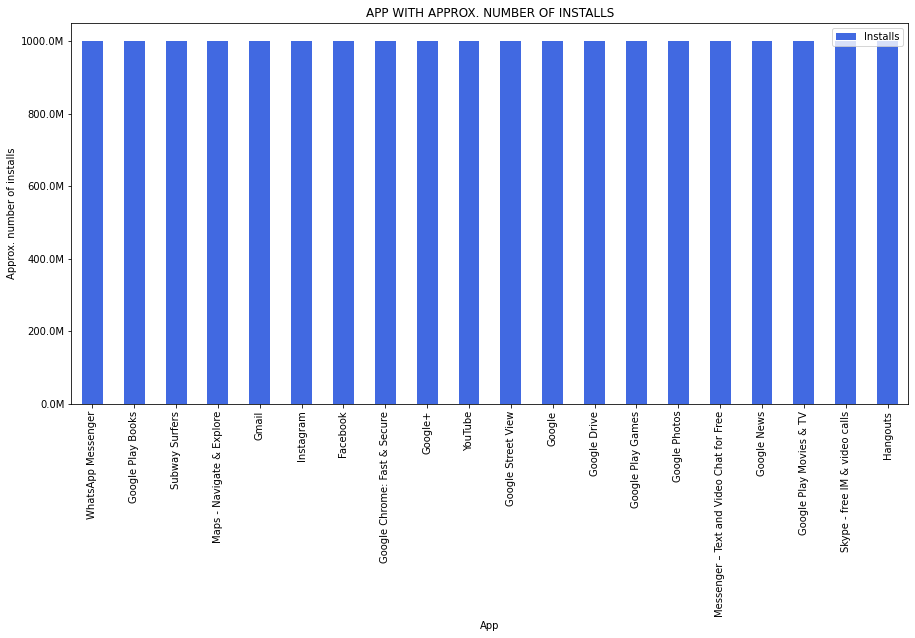 APP WITH APPROX. NUMBER OF INSTALLS
Installs
1000.0M
800.0M
600.0M
400.0M
200.0M
0.0M
Approx. number of installs
WhatsApp Messenger
Google Play Books
Subway Surfers
Maps - Navigate & Explore
Gmail
Instagram
Facebook
Google Chrome: Fast & Secure
Google+
YouTube
Google Street View
Google
Google Drive
Google Play Games
Google Photos
Messenger – Text and Video Chat for Free
Google News
Google Play Movies & TV
Skype - free IM & video calls
Hangouts
App